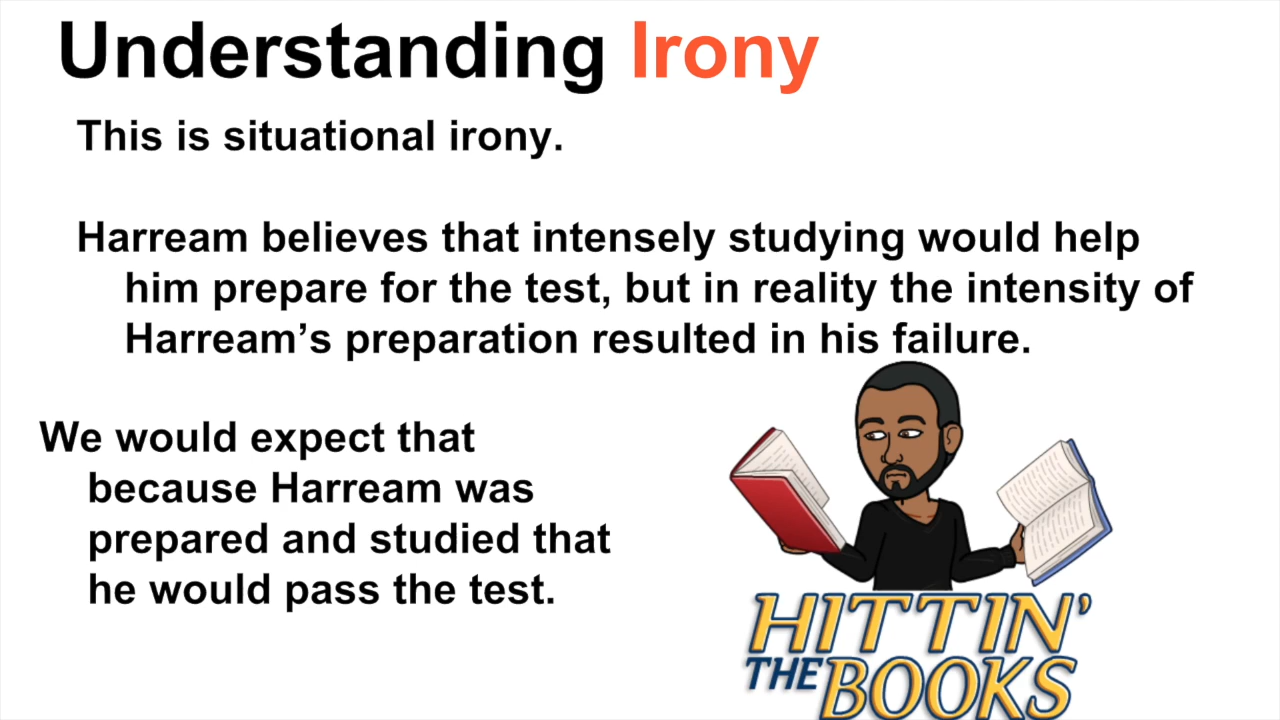 Understanding Irony
This is situational irony.
Harream believes that intensely studying would help
him prepare for the test, but in reality the intensity of
Harream’s preparation resulted in his failure.
We would expect that
because Harream was
prepared and studied that
he would pass the test.
HITTIN’
THE BOOKS